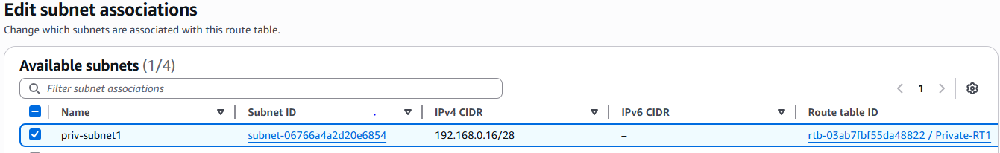 Edit subnet associations
Change which subnets are associated with this route table.
Available subnets (1/4)
Filter subnet associations
1
Name Subnet ID IPv4 CIDR IPv6 CIDR Route table ID
priv-subnet1 subnet-06766a4a2d20e6854 192.168.0.16/28 – rtb-03ab7fbf55da48822 / Private-RT1